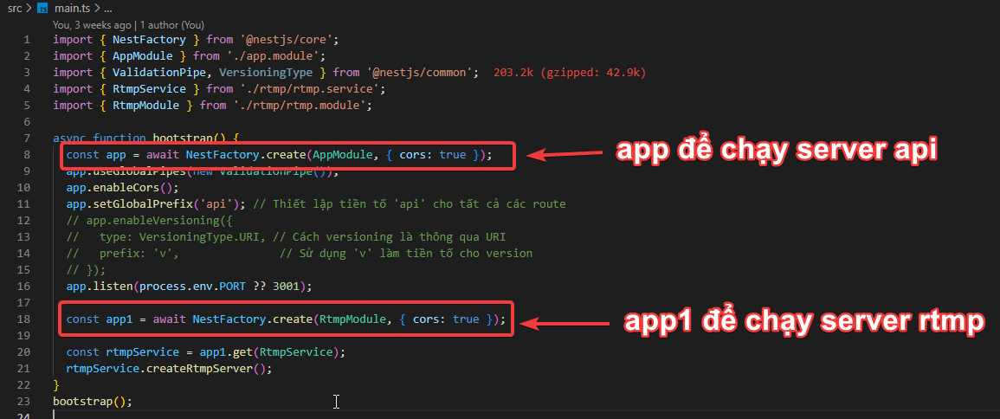 src > TS main.ts > ...
You, 3 weeks ago | 1 author (You)
1 import { NestFactory } from '@nestjs/core';
2 import { AppModule } from './app.module';
3 import { ValidationPipe, VersioningType } from '@nestjs/common'; 203.2k (gzipped: 42.9k)
4 import { RtmpService } from './rtmp/rtmp.service';
5 import { RtmpModule } from './rtmp/rtmp.module';
6
7 async function bootstrap() {
8 const app = await NestFactory.create(AppModule, { cors: true }); app để chạy server api
9 app.useGlobalPipes(new ValidationPipe());
10 app.enableCors();
11 app.setGlobalPrefix('api'); // Thiết lập tiền tố 'api' cho tất cả các route
12 // app.enableVersioning({
13 // type: VersioningType.URI, // Cách versioning là thông qua URI
14 // prefix: 'v', // Sử dụng 'v' làm tiền tố cho version
15 // });
16 app.listen(process.env.PORT ?? 3001);
17
18 const app1 = await NestFactory.create(RtmpModule, { cors: true }); app1 để chạy server rtmp
19
20 const rtmpService = app1.get(RtmpService);
21 rtmpService.createRtmpServer();
22 }
23 bootstrap();
24